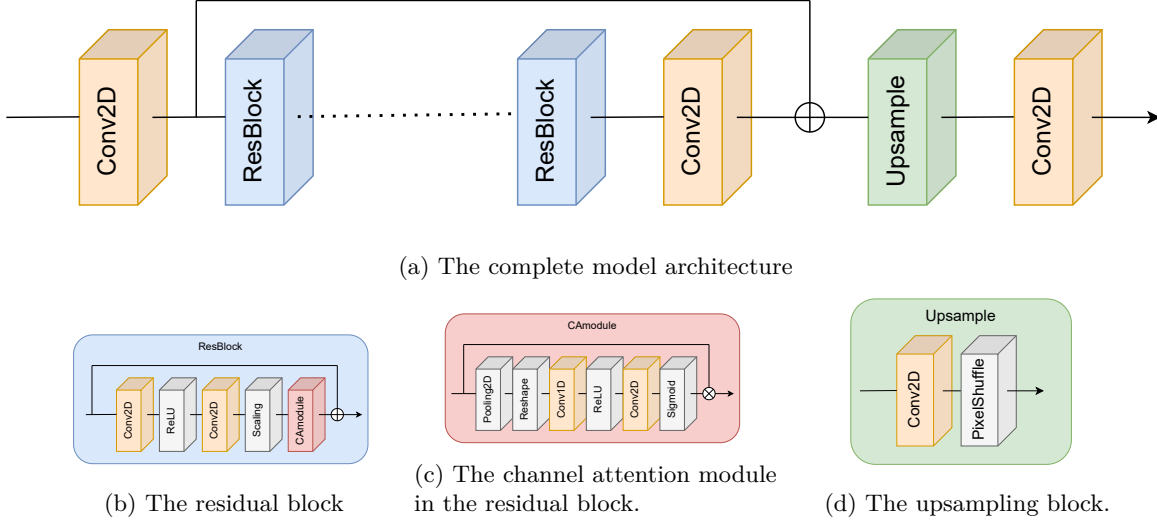 Conv2D
ResBlock
ResBlock
Conv2D
Upsample
Conv2D
(a) The complete model architecture
ResBlock
Conv2D
ReLU
Conv2D
Scaling
CAmodule
(b) The residual block
CAmodule
Pooling2D
Reshape
Conv1D
ReLU
Conv2D
Sigmoid
(c) The channel attention module
in the residual block.
Upsample
Conv2D
PixelShuffle
(d) The upsampling block.